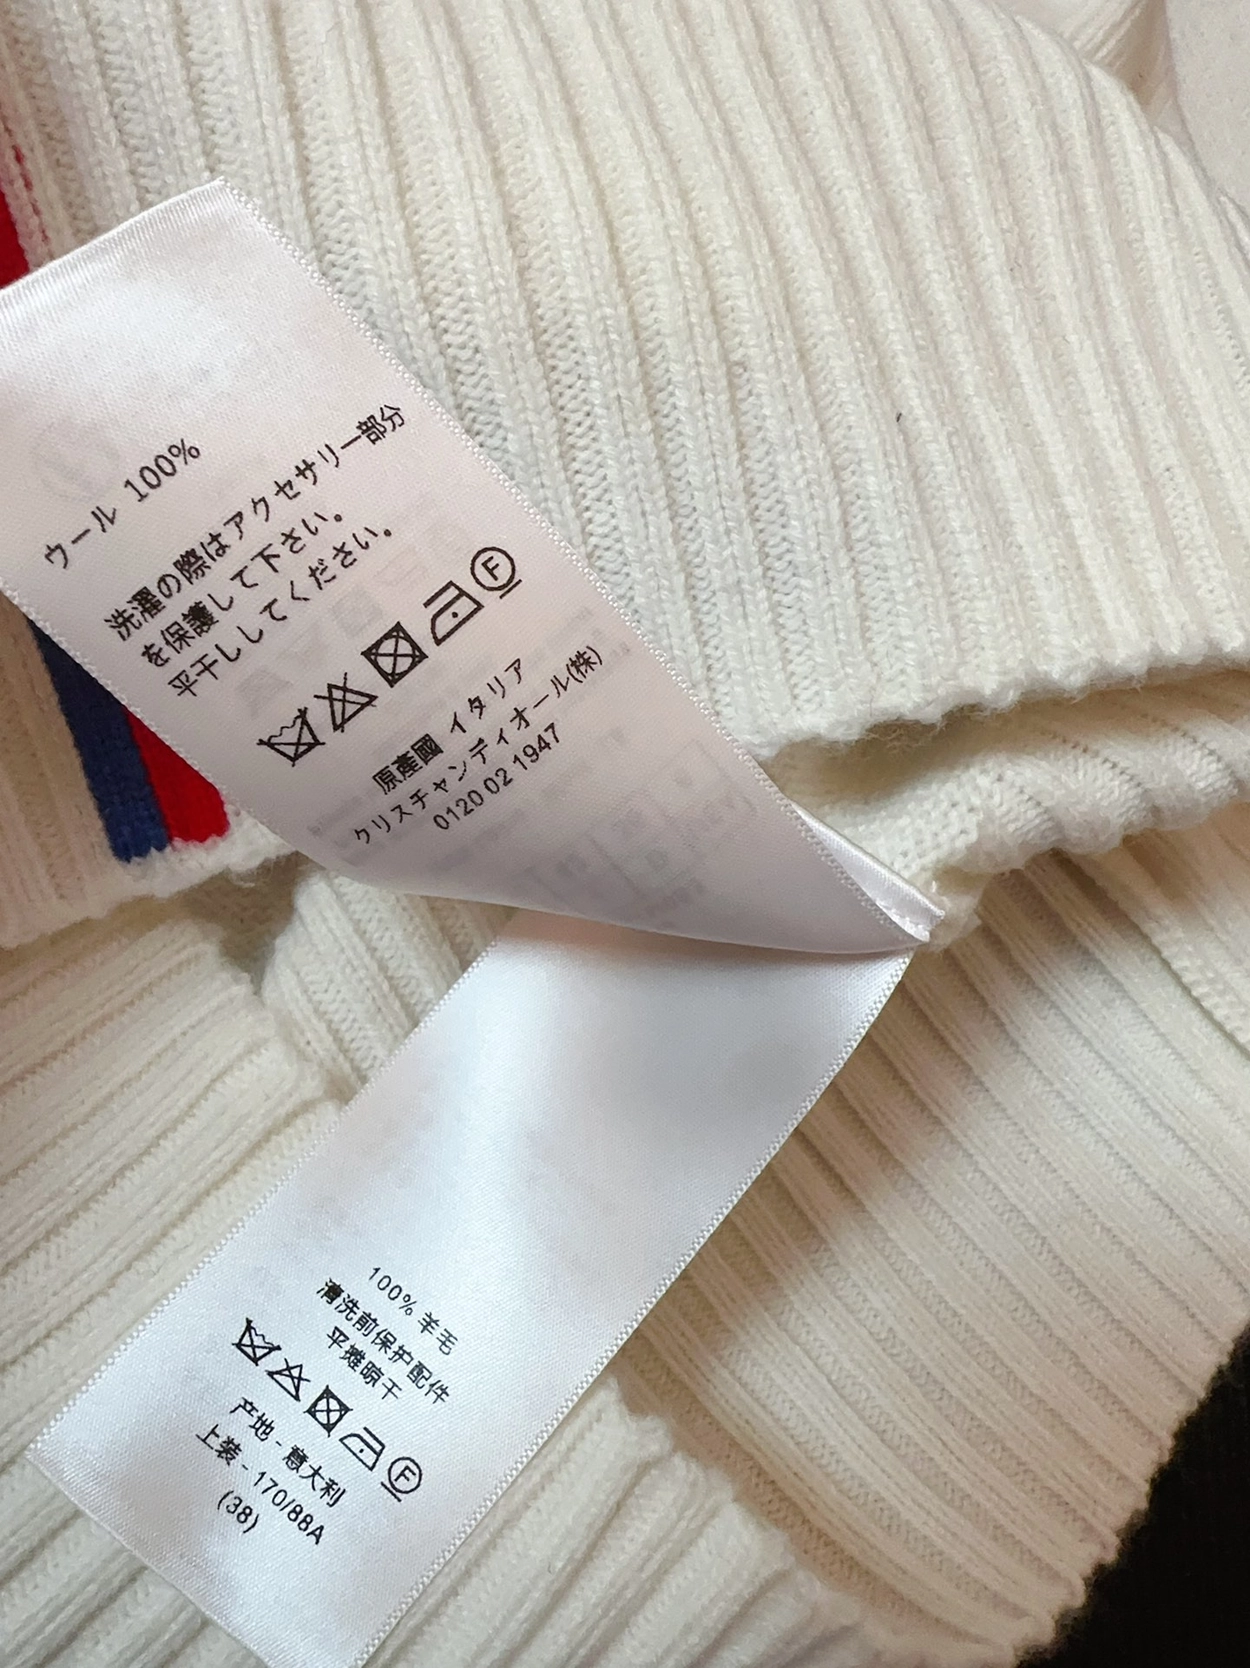 ウール 100%
洗濯の際はアクセサリー部分
を保護して下さい。
平干ししてください。
F
原產國 イタリア
クリスチャンディオール(株)
0120 02 1947
100% 羊毛
清洗前保护配件
平摊晾干
F
产地 - 意大利
上装 - 170/88A
(38)